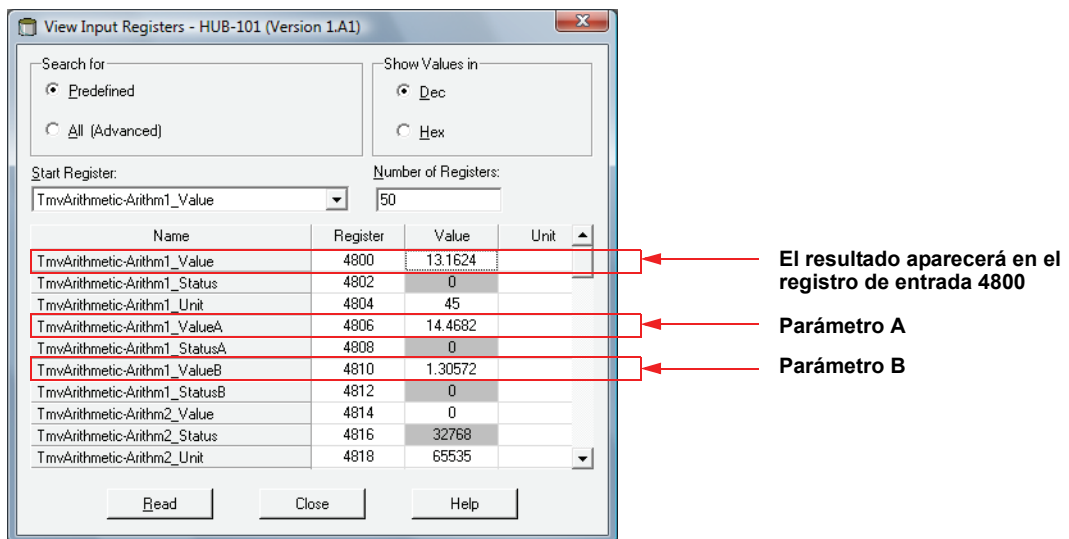 View Input Registers - HUB-101 (Version 1.A1)
Search for
Predefined
All (Advanced)
Show Values in
Dec
Hex
Start Register:
TmvArithmetic-Arithm1_Value
Number of Registers:
50
Name Register Value Unit
TmvArithmetic-Arithm1_Value 4800 13.1624
TmvArithmetic-Arithm1_Status 4802 0
TmvArithmetic-Arithm1_Unit 4804 45
TmvArithmetic-Arithm1_ValueA 4806 14.4682
TmvArithmetic-Arithm1_StatusA 4808 0
TmvArithmetic-Arithm1_ValueB 4810 1.30572
TmvArithmetic-Arithm1_StatusB 4812 0
TmvArithmetic-Arithm2_Value 4814 0
TmvArithmetic-Arithm2_Status 4816 32768
TmvArithmetic-Arithm2_Unit 4818 65535
Read Close Help
El resultado aparecerá en el
registro de entrada 4800
Parámetro A
Parámetro B